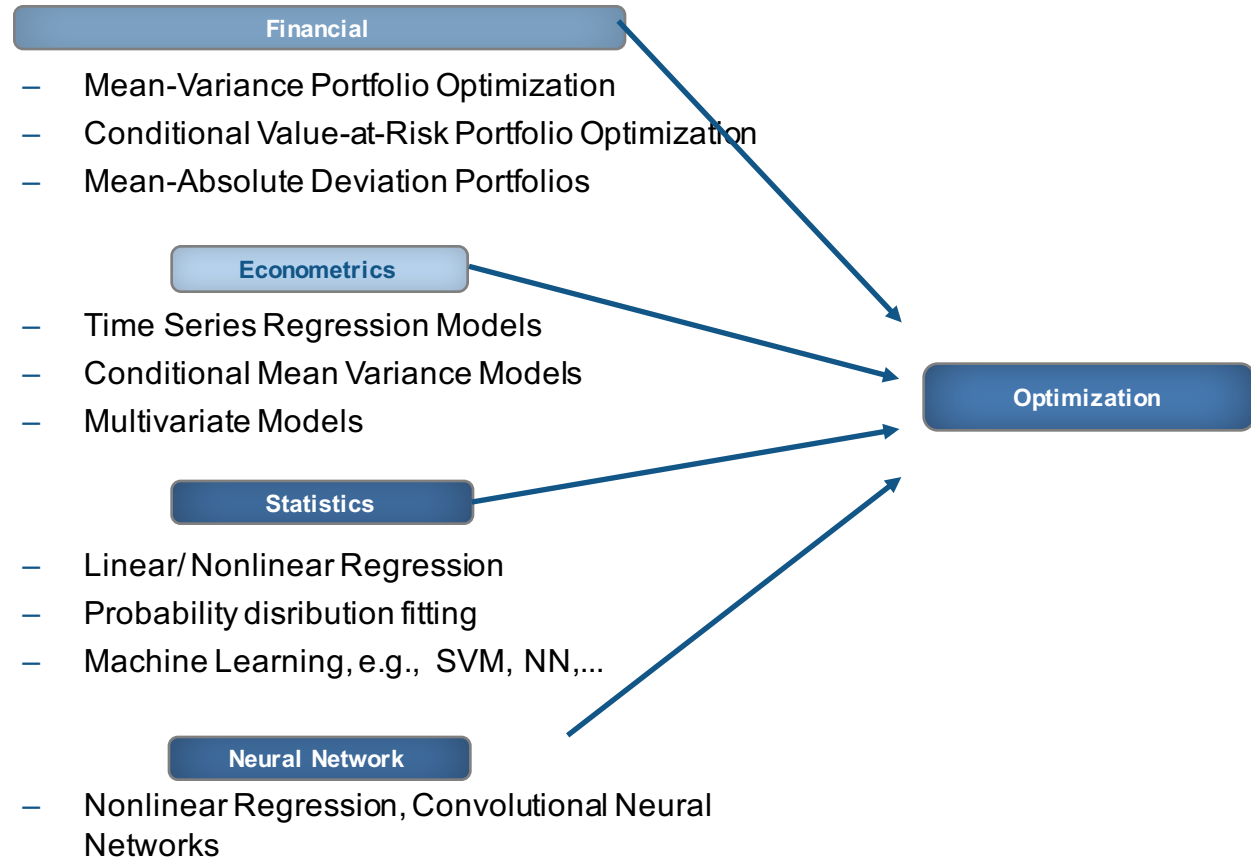 Financial
– Mean-Variance Portfolio Optimization
– Conditional Value-at-Risk Portfolio Optimization
– Mean-Absolute Deviation Portfolios
Econometrics
– Time Series Regression Models
– Conditional Mean Variance Models
– Multivariate Models
Optimization
Statistics
– Linear/ Nonlinear Regression
– Probability disribution fitting
– Machine Learning, e.g., SVM, NN,...
Neural Network
– Nonlinear Regression, Convolutional Neural
Networks